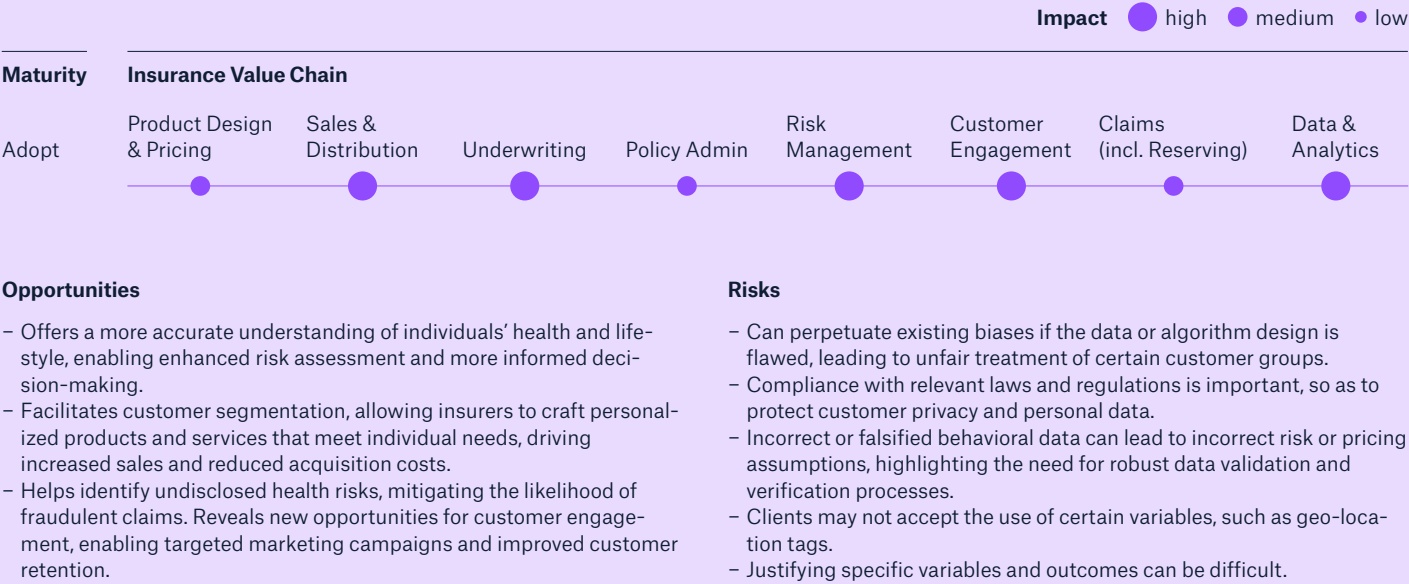 Impact high medium low
Maturity Insurance Value Chain
Adopt
Product Design
& Pricing
Sales &
Distribution
Underwriting
Policy Admin
Risk
Management
Customer
Engagement
Claims
(incl. Reserving)
Data &
Analytics
Opportunities
– Offers a more accurate understanding of individuals’ health and life-
style, enabling enhanced risk assessment and more informed deci-
sion-making.
– Facilitates customer segmentation, allowing insurers to craft personal-
ized products and services that meet individual needs, driving
increased sales and reduced acquisition costs.
– Helps identify undisclosed health risks, mitigating the likelihood of
fraudulent claims. Reveals new opportunities for customer engage-
ment, enabling targeted marketing campaigns and improved customer
retention.
Risks
– Can perpetuate existing biases if the data or algorithm design is
flawed, leading to unfair treatment of certain customer groups.
– Compliance with relevant laws and regulations is important, so as to
protect customer privacy and personal data.
– Incorrect or falsified behavioral data can lead to incorrect risk or pricing
assumptions, highlighting the need for robust data validation and
verification processes.
– Clients may not accept the use of certain variables, such as geo-loca-
tion tags.
– Justifying specific variables and outcomes can be difficult.